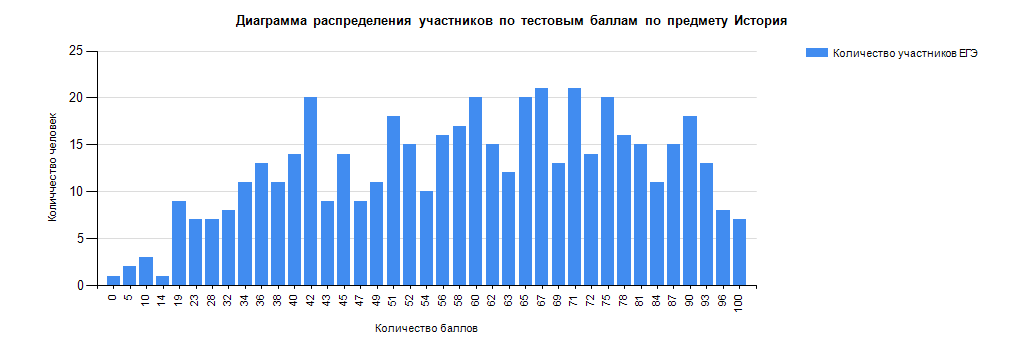 Диаграмма распределения участников по тестовым баллам по предмету История
25
20
15
10
5
0
Колинчество человек
0 5 10 14 19 23 28 32 34 36 38 40 42 43 45 47 49 51 52 54 56 58 60 62 63 65 67 69 71 72 75 78 81 84 87 90 93 96 100
Количество баллов
Количество участников ЕГЭ